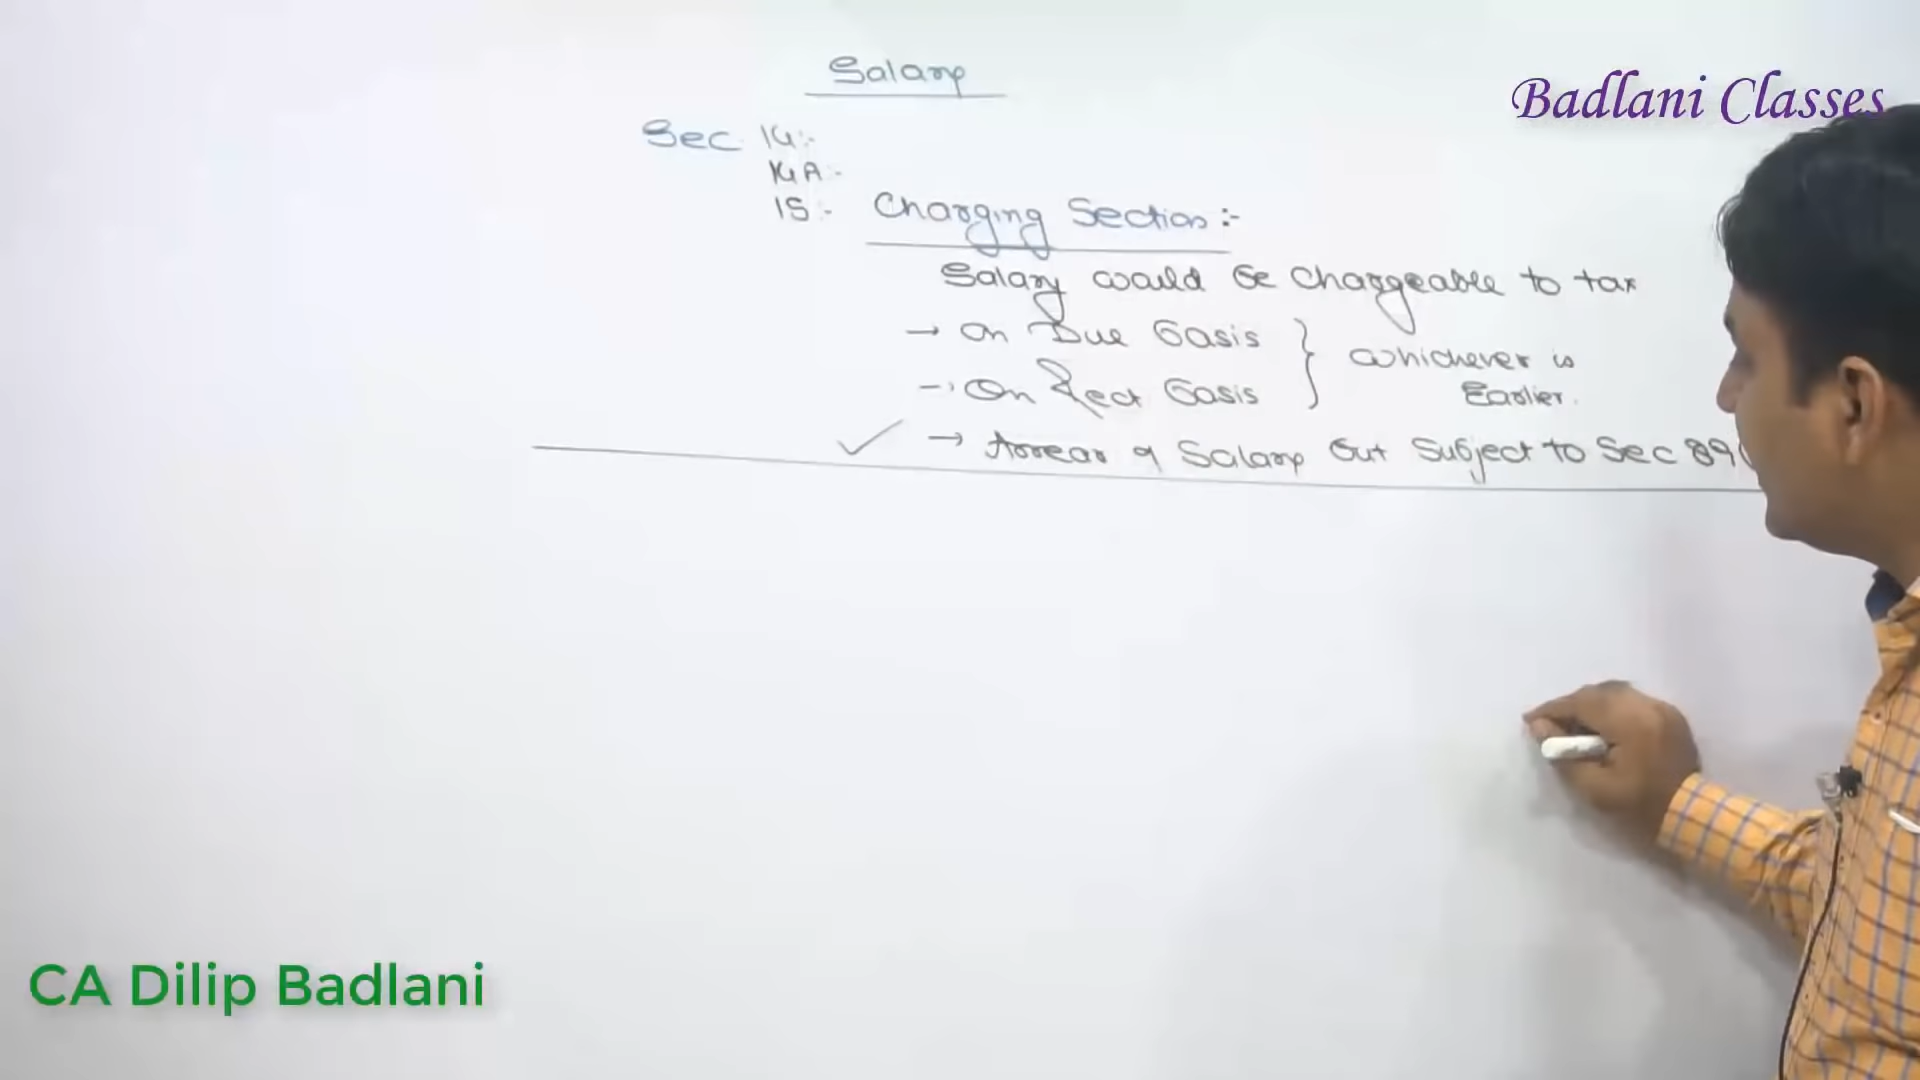 Salary
Badlani Classes
Sec. 14:-
14A:-
15:- Charging Section:-
Salary would be chargeable to tax
→ On Due Basis } whichever is
→ On Rect Basis Earlier.
✓ → Arrear of Salary but Subject to Sec 89(
CA Dilip Badlani